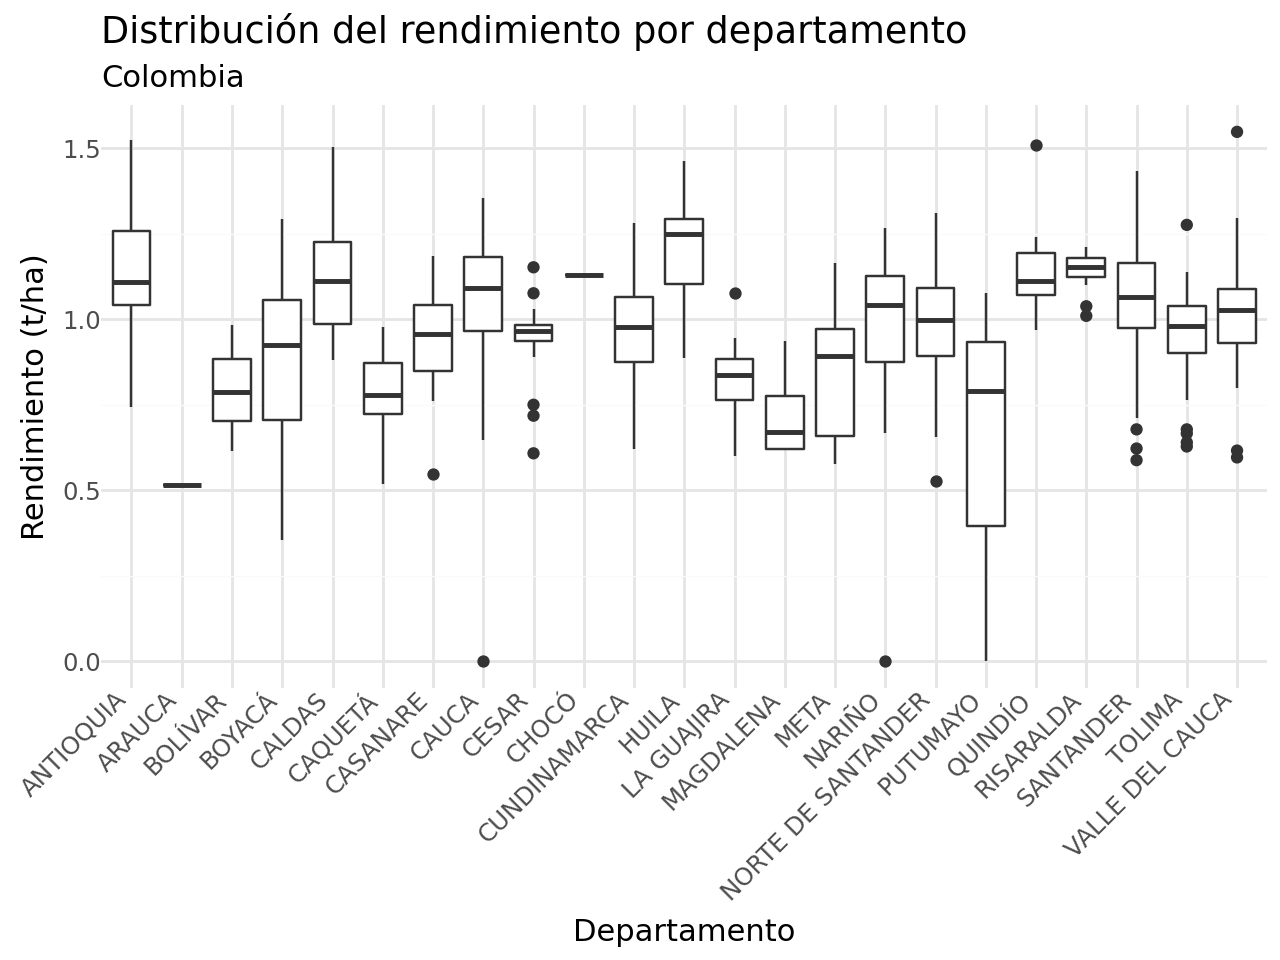 Distribución del rendimiento por departamento
Colombia
Rendimiento (t/ha)
1.5
1.0
0.5
0.0
ANTIOQUIA
ARAUCA
BOLÍVAR
BOYACÁ
CALDAS
CAQUETÁ
CASANARE
CAUCA
CESAR
CHOCÓ
CUNDINAMARCA
HUILA
LA GUAJIRA
MAGDALENA
META
NARIÑO
NORTE DE SANTANDER
PUTUMAYO
QUINDÍO
RISARALDA
SANTANDER
TOLIMA
VALLE DEL CAUCA
Departamento